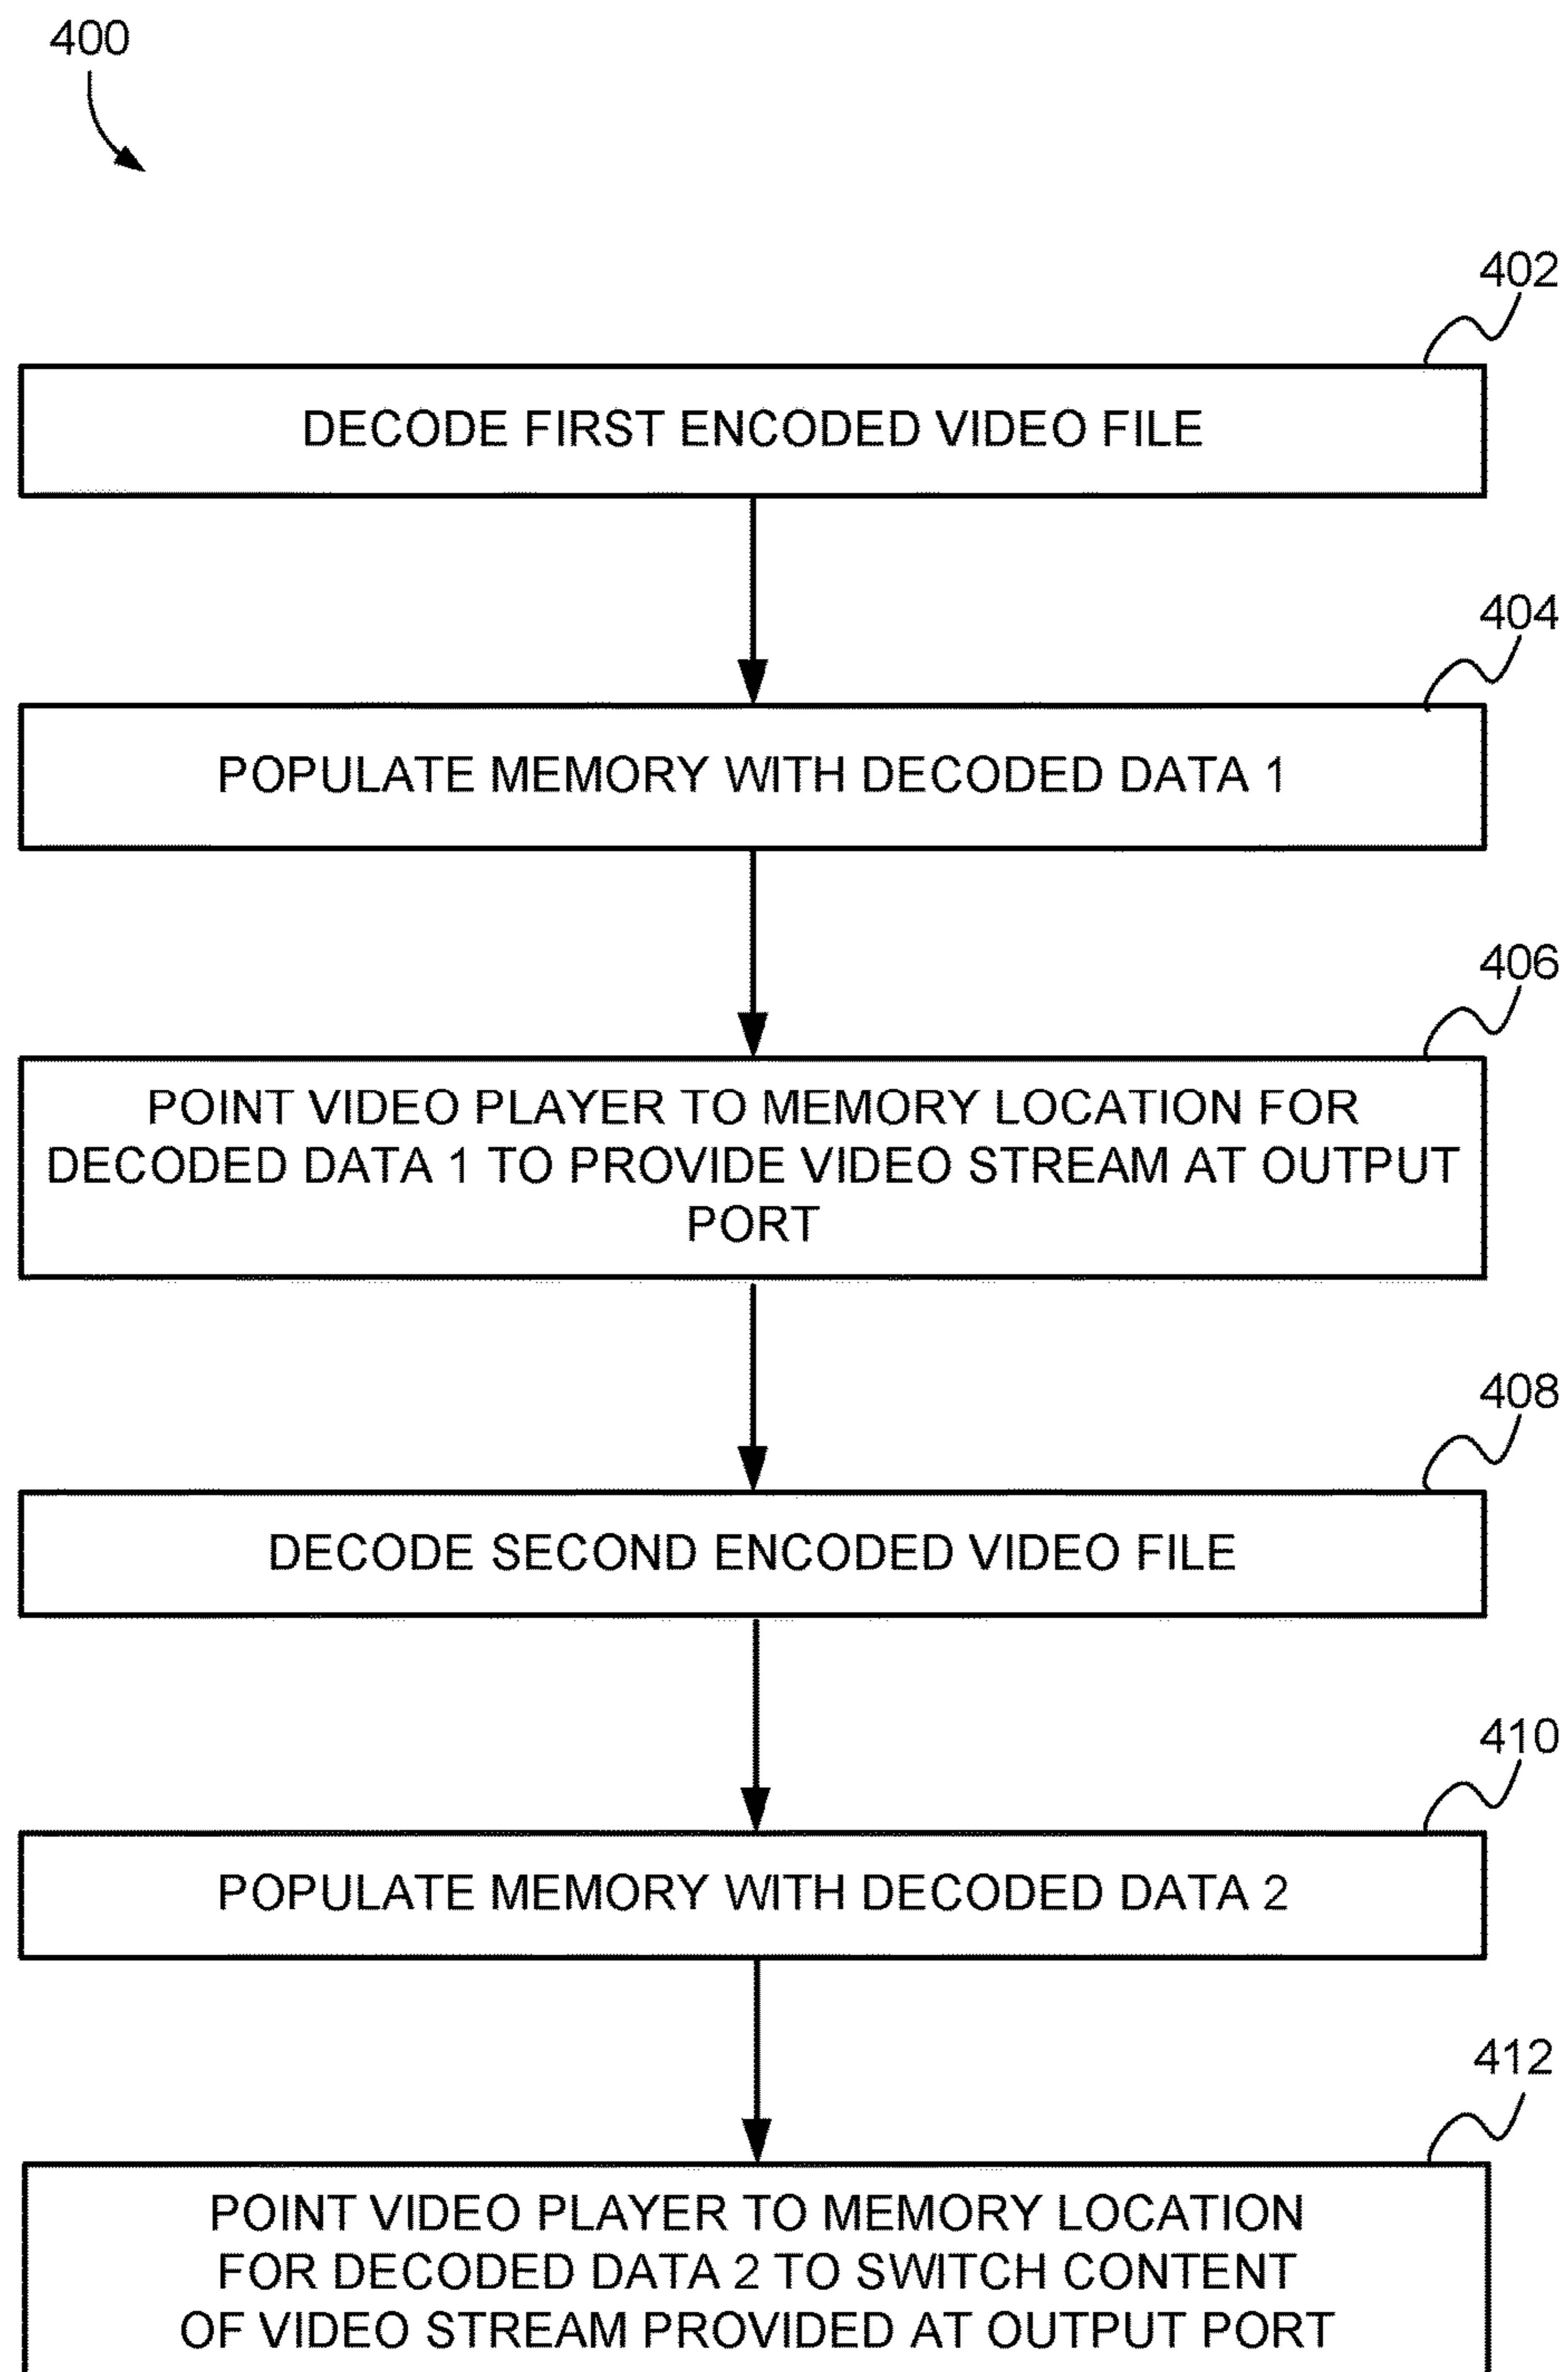 400
402
DECODE FIRST ENCODED VIDEO FILE
404
POPULATE MEMORY WITH DECODED DATA 1
406
POINT VIDEO PLAYER TO MEMORY LOCATION FOR
DECODED DATA 1 TO PROVIDE VIDEO STREAM AT OUTPUT
PORT
408
DECODE SECOND ENCODED VIDEO FILE
410
POPULATE MEMORY WITH DECODED DATA 2
412
POINT VIDEO PLAYER TO MEMORY LOCATION
FOR DECODED DATA 2 TO SWITCH CONTENT
OF VIDEO STREAM PROVIDED AT OUTPUT PORT